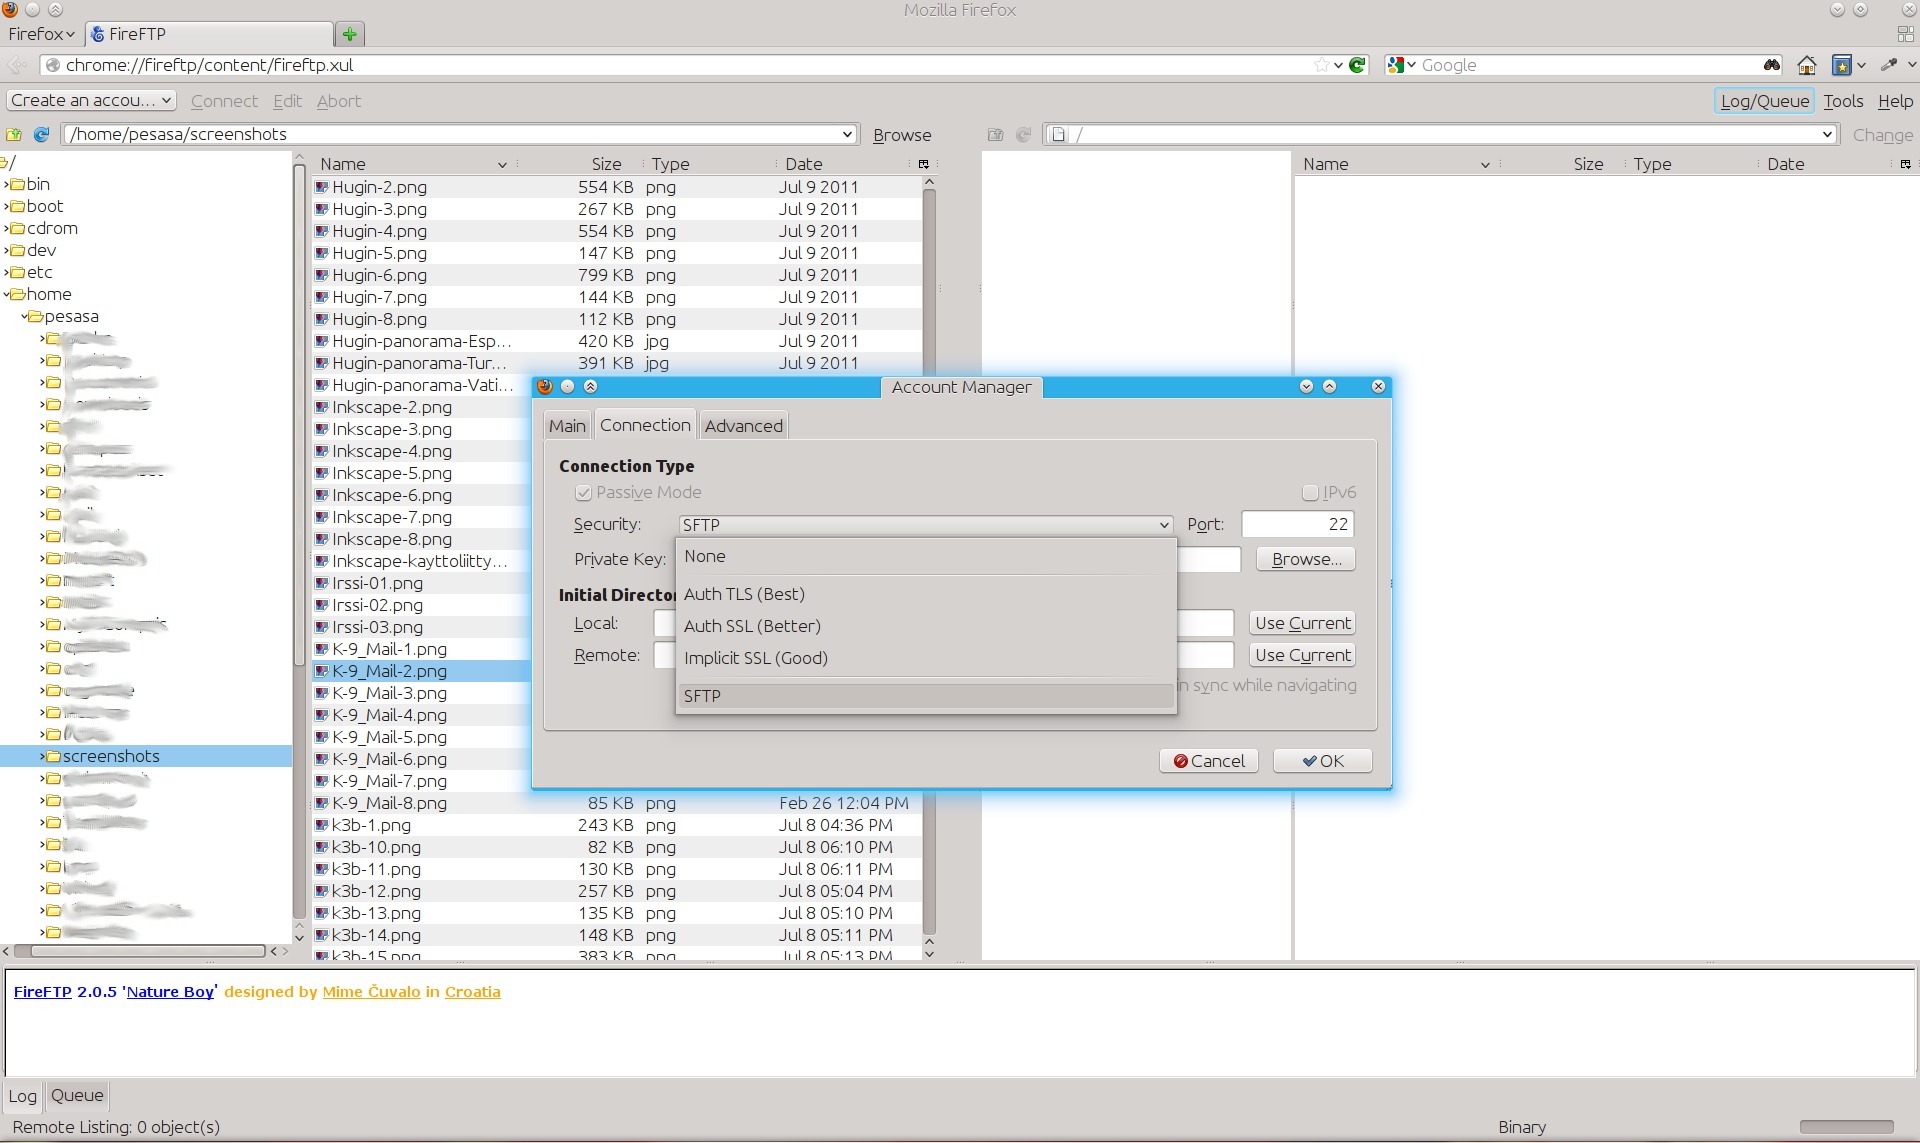 Mozilla Firefox
Firefox
FireFTP
chrome://fireftp/content/fireftp.xul
Google
Create an accou... Connect Edit Abort
Log/Queue Tools Help
/home/pesasa/screenshots Browse
/ Change
/
bin
boot
cdrom
dev
etc
home
pesasa
screenshots
Name Size Type Date
Hugin-2.png 554 KB png Jul 9 2011
Hugin-3.png 267 KB png Jul 9 2011
Hugin-4.png 554 KB png Jul 9 2011
Hugin-5.png 147 KB png Jul 9 2011
Hugin-6.png 799 KB png Jul 9 2011
Hugin-7.png 144 KB png Jul 9 2011
Hugin-8.png 112 KB png Jul 9 2011
Hugin-panorama-Esp... 420 KB jpg Jul 9 2011
Hugin-panorama-Tur... 391 KB jpg Jul 9 2011
Hugin-panorama-Vati...
Inkscape-2.png
Inkscape-3.png
Inkscape-4.png
Inkscape-5.png
Inkscape-6.png
Inkscape-7.png
Inkscape-8.png
Inkscape-kayttoliitty...
Irssi-01.png
Irssi-02.png
Irssi-03.png
K-9_Mail-1.png
K-9_Mail-2.png
K-9_Mail-3.png
K-9_Mail-4.png
K-9_Mail-5.png
K-9_Mail-6.png
K-9_Mail-7.png
K-9_Mail-8.png 85 KB png Feb 26 12:04 PM
k3b-1.png 243 KB png Jul 8 04:36 PM
k3b-10.png 82 KB png Jul 8 06:10 PM
k3b-11.png 130 KB png Jul 8 06:11 PM
k3b-12.png 257 KB png Jul 8 05:04 PM
k3b-13.png 135 KB png Jul 8 05:10 PM
k3b-14.png 148 KB png Jul 8 05:11 PM
k3b-15.png 383 KB png Jul 8 05:13 PM
Name Size Type Date
Account Manager
Main Connection Advanced
Connection Type
Passive Mode IPv6
Security: SFTP Port: 22
Private Key: Browse...
None
Auth TLS (Best)
Auth SSL (Better)
Implicit SSL (Good)
SFTP
Initial Director
Local: Use Current
Remote: Use Current
in sync while navigating
Cancel OK
FireFTP 2.0.5 'Nature Boy' designed by Mime Čuvalo in Croatia
Log Queue
Remote Listing: 0 object(s) Binary